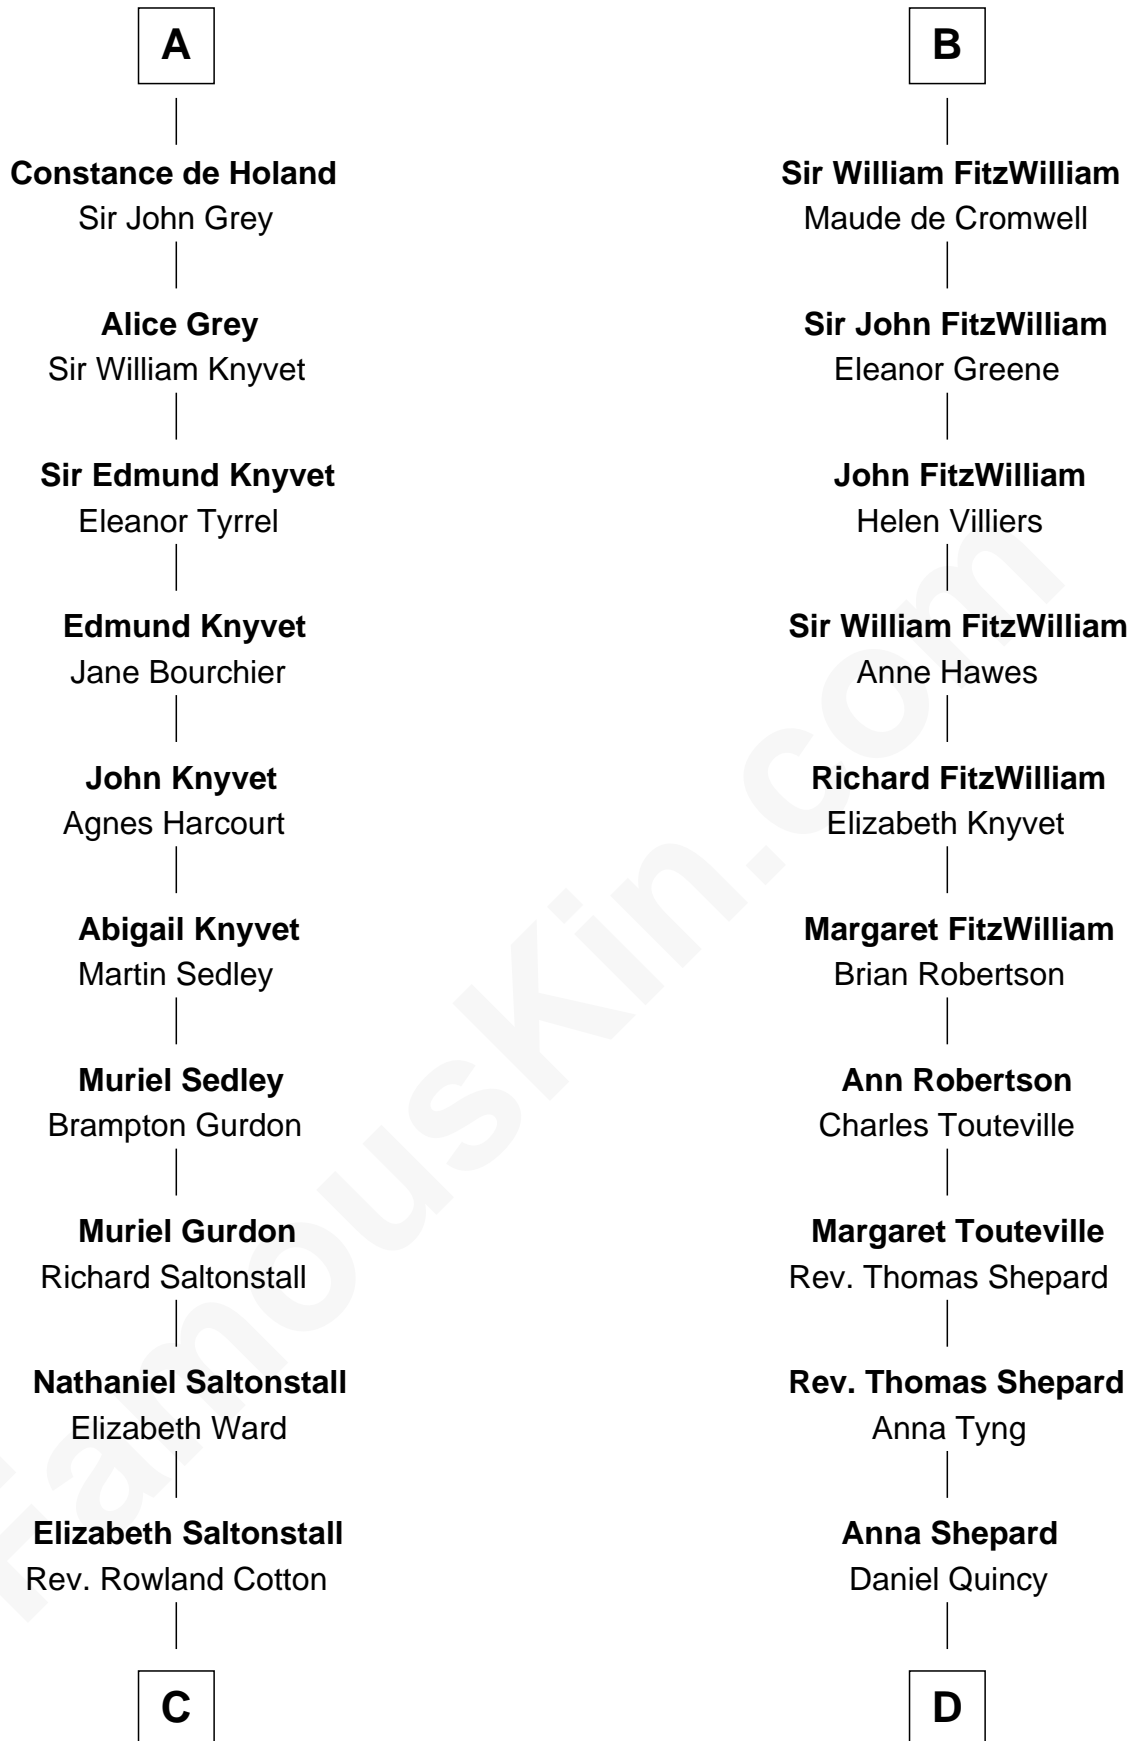 A
Constance de Holand
Sir John Grey
Alice Grey
Sir William Knyvet
Sir Edmund Knyvet
Eleanor Tyrrel
Edmund Knyvet
Jane Bourchier
John Knyvet
Agnes Harcourt
Abigail Knyvet
Martin Sedley
Muriel Sedley
Brampton Gurdon
Muriel Gurdon
Richard Saltonstall
Nathaniel Saltonstall
Elizabeth Ward
Elizabeth Saltonstall
Rev. Rowland Cotton
C
B
Sir William FitzWilliam
Maude de Cromwell
Sir John FitzWilliam
Eleanor Greene
John FitzWilliam
Helen Villiers
Sir William FitzWilliam
Anne Hawes
Richard FitzWilliam
Elizabeth Knyvet
Margaret FitzWilliam
Brian Robertson
Ann Robertson
Charles Touteville
Margaret Touteville
Rev. Thomas Shepard
Rev. Thomas Shepard
Anna Tyng
Anna Shepard
Daniel Quincy
D
FamousKin.com